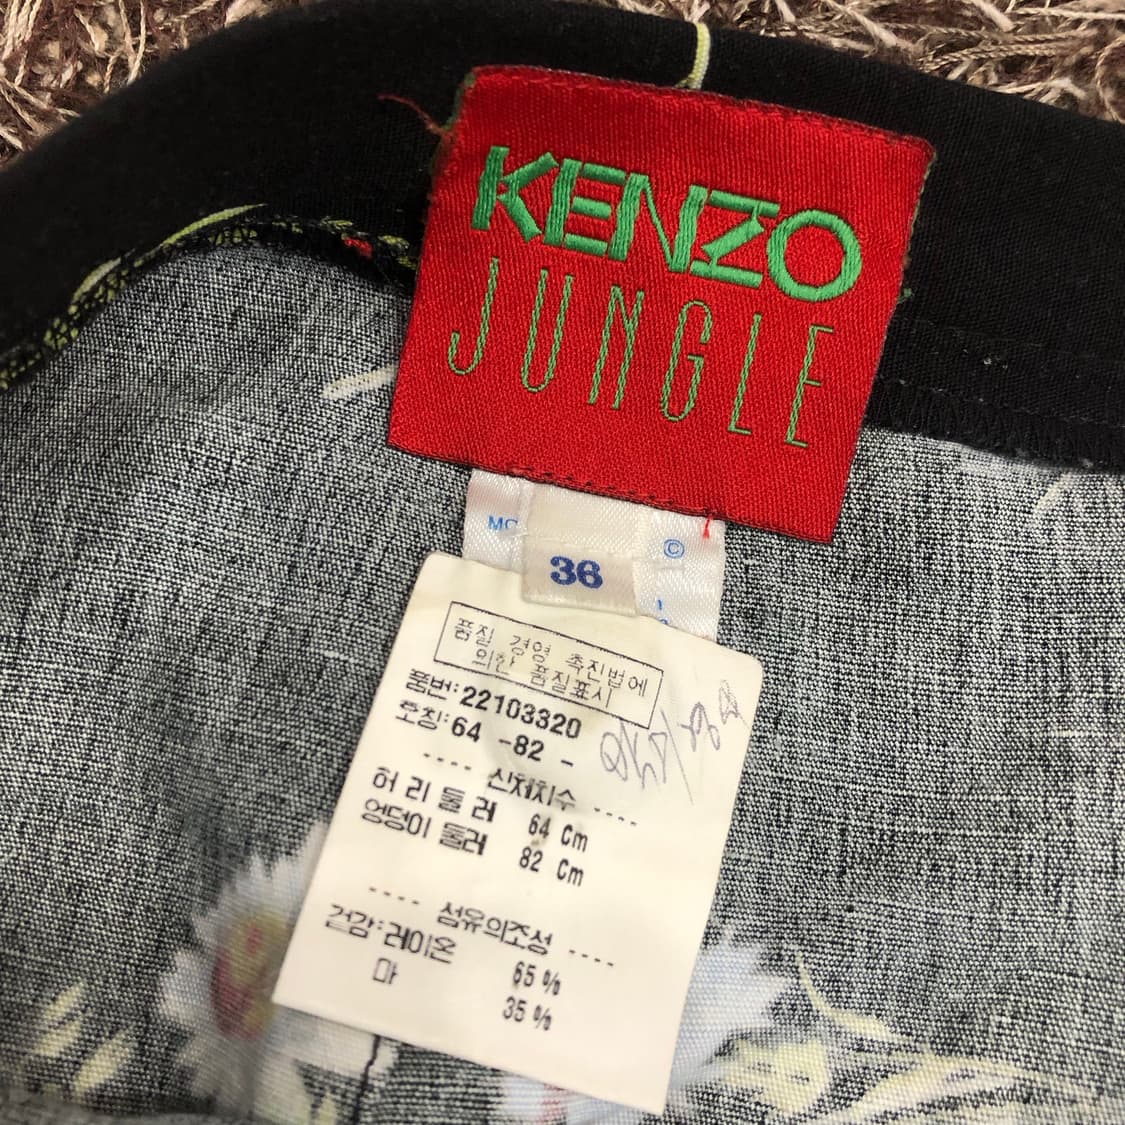 KENZO
JUNGLE
MC
36
©
품질 경영 촉진법에
의한 품질표시
품번:22103320
호칭:64 -82 -
---- 신체치수 ----
허 리 둘 레 64 Cm
엉덩이 둘레 82 Cm
---- 섬유의조성 ----
겉감:레이온 65 %
마 35 %